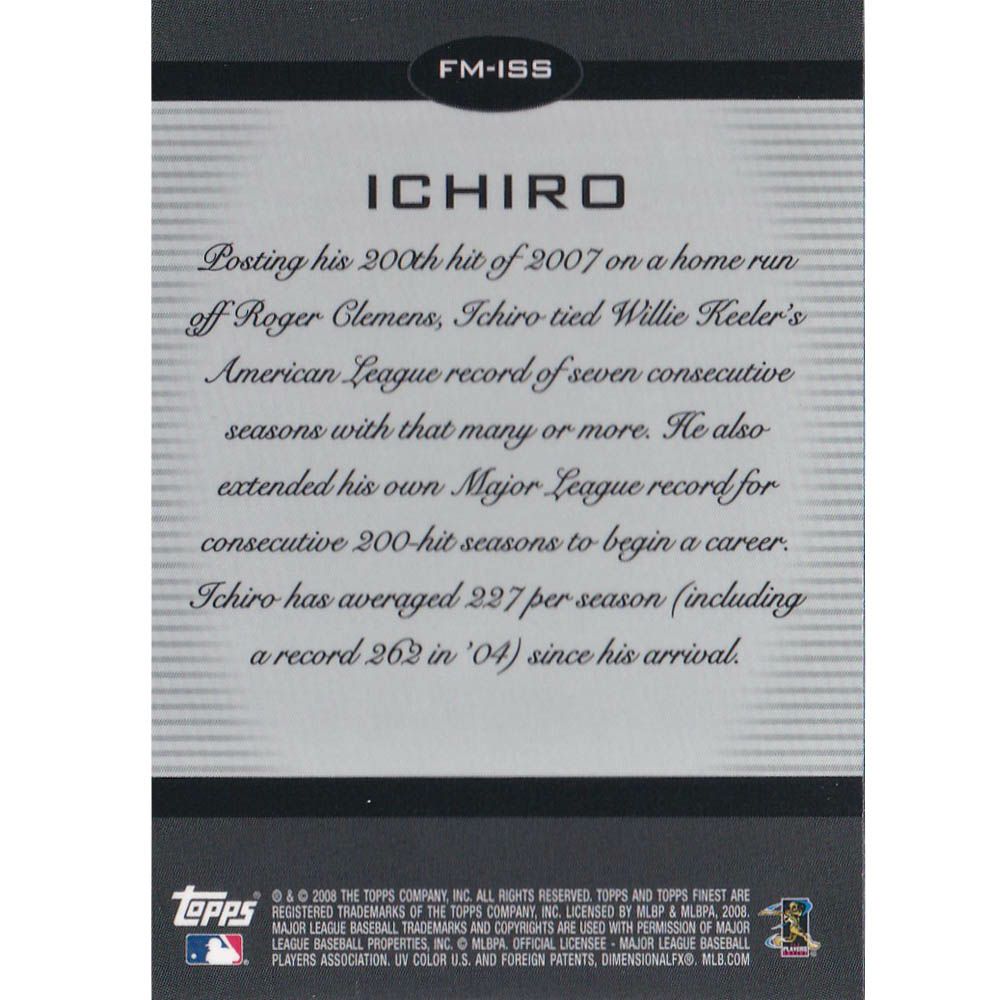 FM-ISS
ICHIRO
Posting his 200th hit of 2007 on a home run
off Roger Clemens, Ichiro tied Willie Keeler's
American League record of seven consecutive
seasons with that many or more. He also
extended his own Major League record for
consecutive 200-hit seasons to begin a career.
Ichiro has averaged 227 per season (including
a record 262 in '04) since his arrival.
topps
® & © 2008 THE TOPPS COMPANY, INC. ALL RIGHTS RESERVED. TOPPS AND TOPPS FINEST ARE
REGISTERED TRADEMARKS OF THE TOPPS COMPANY, INC. LICENSED BY MLBP & MLBPA, 2008.
MAJOR LEAGUE BASEBALL TRADEMARKS AND COPYRIGHTS ARE USED WITH PERMISSION OF MAJOR
LEAGUE BASEBALL PROPERTIES, INC. © MLBPA. OFFICIAL LICENSEE - MAJOR LEAGUE BASEBALL
PLAYERS ASSOCIATION. UV COLOR U.S. AND FOREIGN PATENTS, DIMENSIONALFX®. MLB.COM
PLAYERS